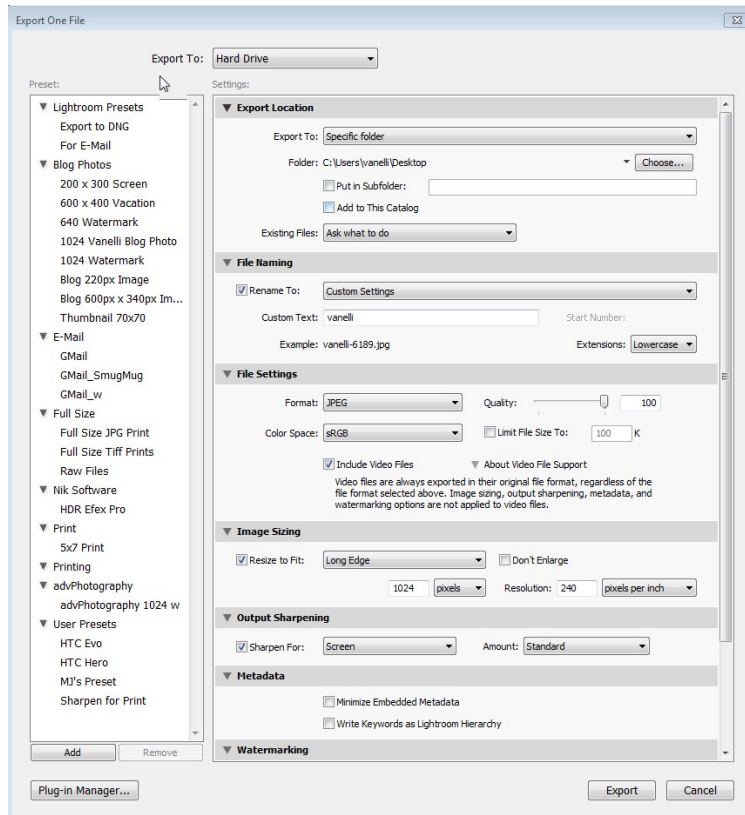 Export One File
Export To: Hard Drive
Preset:
Lightroom Presets
Export to DNG
For E-Mail
Blog Photos
200 x 300 Screen
600 x 400 Vacation
640 Watermark
1024 Vanelli Blog Photo
1024 Watermark
Blog 220px Image
Blog 600px x 340px Im...
Thumbnail 70x70
E-Mail
GMail
GMail_SmugMug
GMail_w
Full Size
Full Size JPG Print
Full Size Tiff Prints
Raw Files
Nik Software
HDR Efex Pro
Print
5x7 Print
Printing
advPhotography
advPhotography 1024 w
User Presets
HTC Evo
HTC Hero
MJ's Preset
Sharpen for Print
Add Remove
Settings:
Export Location
Export To: Specific folder
Folder: C:\Users\vanelli\Desktop Choose...
Put in Subfolder:
Add to This Catalog
Existing Files: Ask what to do
File Naming
Rename To: Custom Settings
Custom Text: vanelli Start Number:
Example: vanelli-6189.jpg Extensions: Lowercase
File Settings
Format: JPEG Quality: 100
Color Space: sRGB Limit File Size To: 100 K
Include Video Files About Video File Support
Video files are always exported in their original file format, regardless of the
file format selected above. Image sizing, output sharpening, metadata, and
watermarking options are not applied to video files.
Image Sizing
Resize to Fit: Long Edge Don't Enlarge
1024 pixels Resolution: 240 pixels per inch
Output Sharpening
Sharpen For: Screen Amount: Standard
Metadata
Minimize Embedded Metadata
Write Keywords as Lightroom Hierarchy
Watermarking
Plug-in Manager... Export Cancel